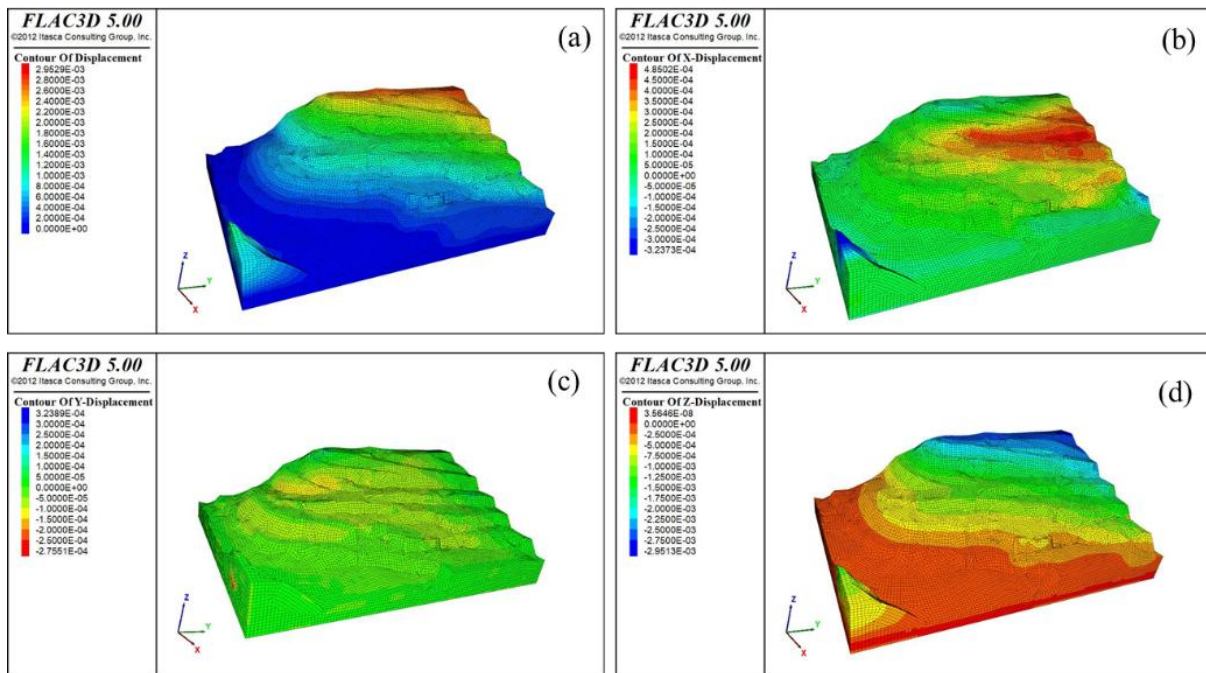 FLAC3D 5.00
©2012 Itasca Consulting Group, Inc.
Contour Of Displacement
2.9529E-03
2.8000E-03
2.6000E-03
2.4000E-03
2.2000E-03
2.0000E-03
1.8000E-03
1.6000E-03
1.4000E-03
1.2000E-03
1.0000E-03
8.0000E-04
6.0000E-04
4.0000E-04
2.0000E-04
0.0000E+00
(a)
Z
Y
X
FLAC3D 5.00
©2012 Itasca Consulting Group, Inc.
Contour Of X-Displacement
4.8502E-04
4.5000E-04
4.0000E-04
3.5000E-04
3.0000E-04
2.5000E-04
2.0000E-04
1.5000E-04
1.0000E-04
5.0000E-05
0.0000E+00
-5.0000E-05
-1.0000E-04
-1.5000E-04
-2.0000E-04
-2.5000E-04
-3.0000E-04
-3.2373E-04
(b)
Z
Y
X
FLAC3D 5.00
©2012 Itasca Consulting Group, Inc.
Contour Of Y-Displacement
3.2389E-04
3.0000E-04
2.5000E-04
2.0000E-04
1.5000E-04
1.0000E-04
5.0000E-05
0.0000E+00
-5.0000E-05
-1.0000E-04
-1.5000E-04
-2.0000E-04
-2.5000E-04
-2.7551E-04
(c)
Z
Y
X
FLAC3D 5.00
©2012 Itasca Consulting Group, Inc.
Contour Of Z-Displacement
3.5646E-08
0.0000E+00
-2.5000E-04
-5.0000E-04
-7.5000E-04
-1.0000E-03
-1.2500E-03
-1.5000E-03
-1.7500E-03
-2.0000E-03
-2.2500E-03
-2.5000E-03
-2.7500E-03
-2.9513E-03
(d)
Z
Y
X